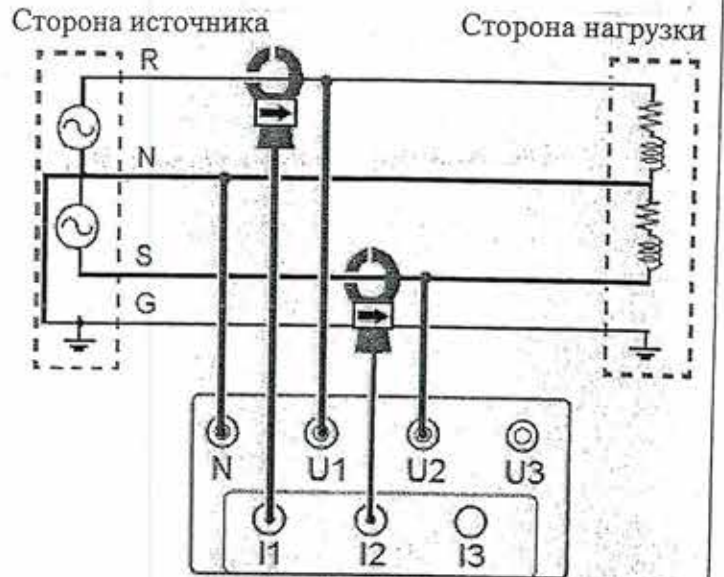 Сторона источника
Сторона нагрузки
R
N
S
G
N U1 U2 U3
I1 I2 I3